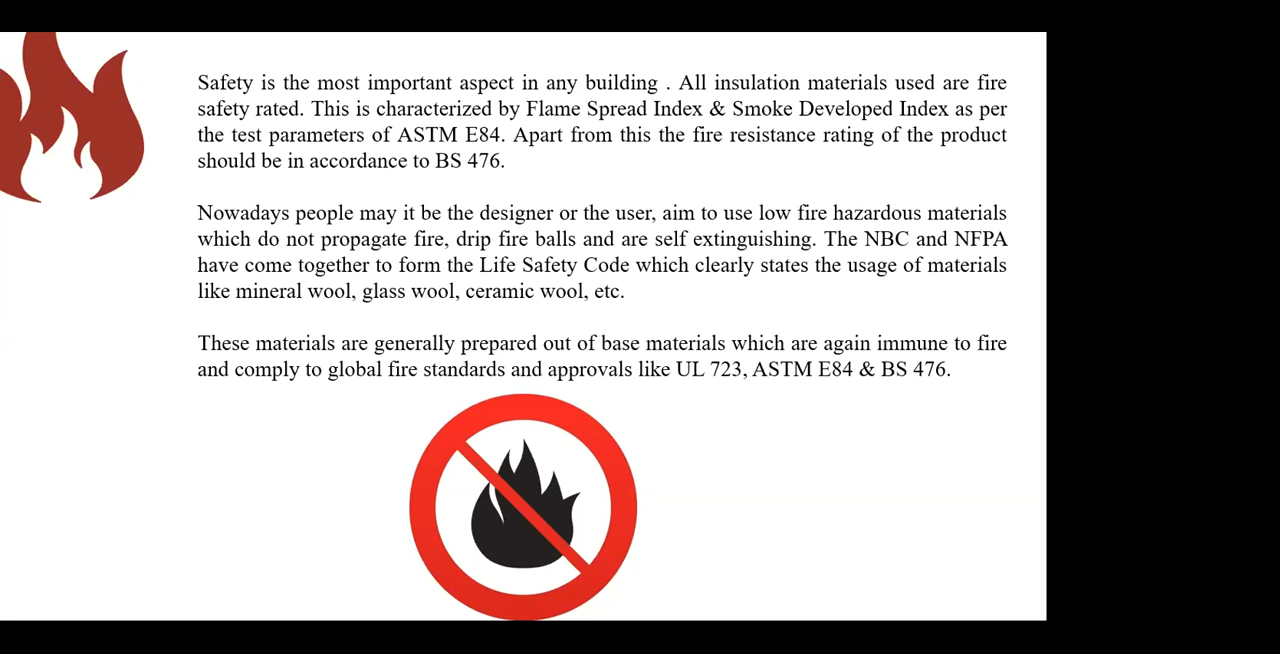 Safety is the most important aspect in any building . All insulation materials used are fire
safety rated. This is characterized by Flame Spread Index & Smoke Developed Index as per
the test parameters of ASTM E84. Apart from this the fire resistance rating of the product
should be in accordance to BS 476.
Nowadays people may it be the designer or the user, aim to use low fire hazardous materials
which do not propagate fire, drip fire balls and are self extinguishing. The NBC and NFPA
have come together to form the Life Safety Code which clearly states the usage of materials
like mineral wool, glass wool, ceramic wool, etc.
These materials are generally prepared out of base materials which are again immune to fire
and comply to global fire standards and approvals like UL 723, ASTM E84 & BS 476.